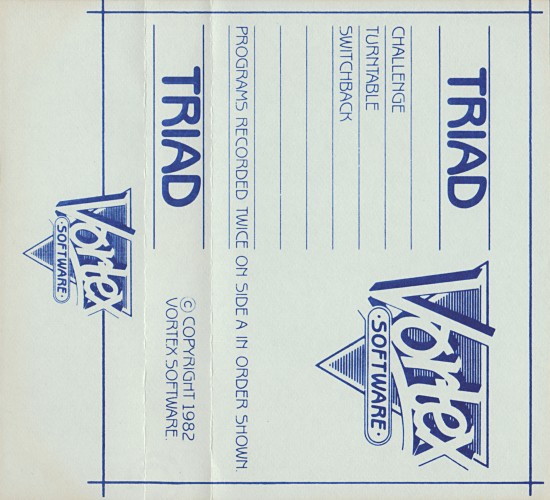 TRIAD
CHALLENGE
TURNTABLE
SWITCHBACK
Vortex
SOFTWARE
PROGRAMS RECORDED TWICE ON SIDE A IN ORDER SHOWN.
TRIAD
© COPYRIGHT 1982
VORTEX SOFTWARE.
Vortex
SOFTWARE